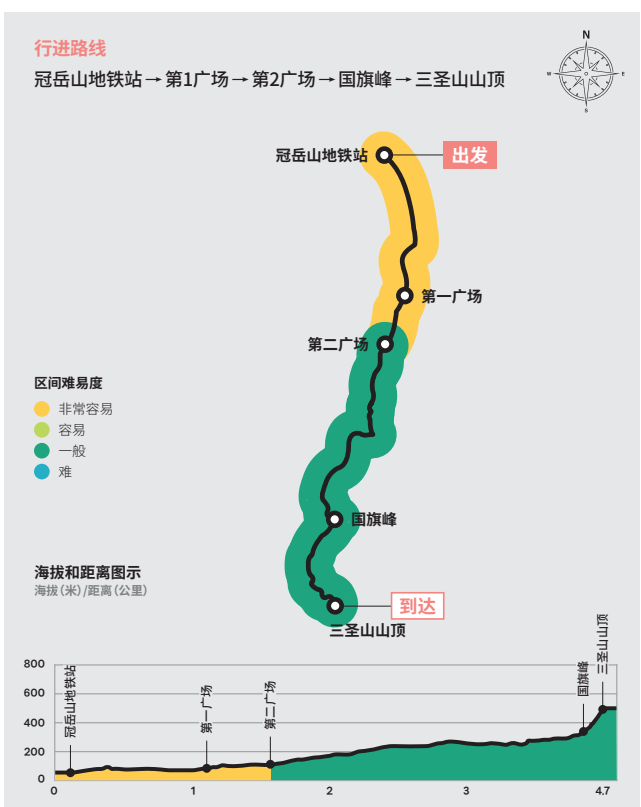 行进路线
冠岳山地铁站→第1广场→第2广场→国旗峰→三圣山山顶
N
W
E
S
冠岳山地铁站
出发
第一广场
第二广场
区间难易度
非常容易
容易
一般
难
国旗峰
海拔和距离图示
海拔(米)/距离(公里)
到达
三圣山山顶
800
600
400
200
0
冠岳山地铁站
第一广场
第二广场
国旗峰
三圣山山顶
0
1
2
3
4.7